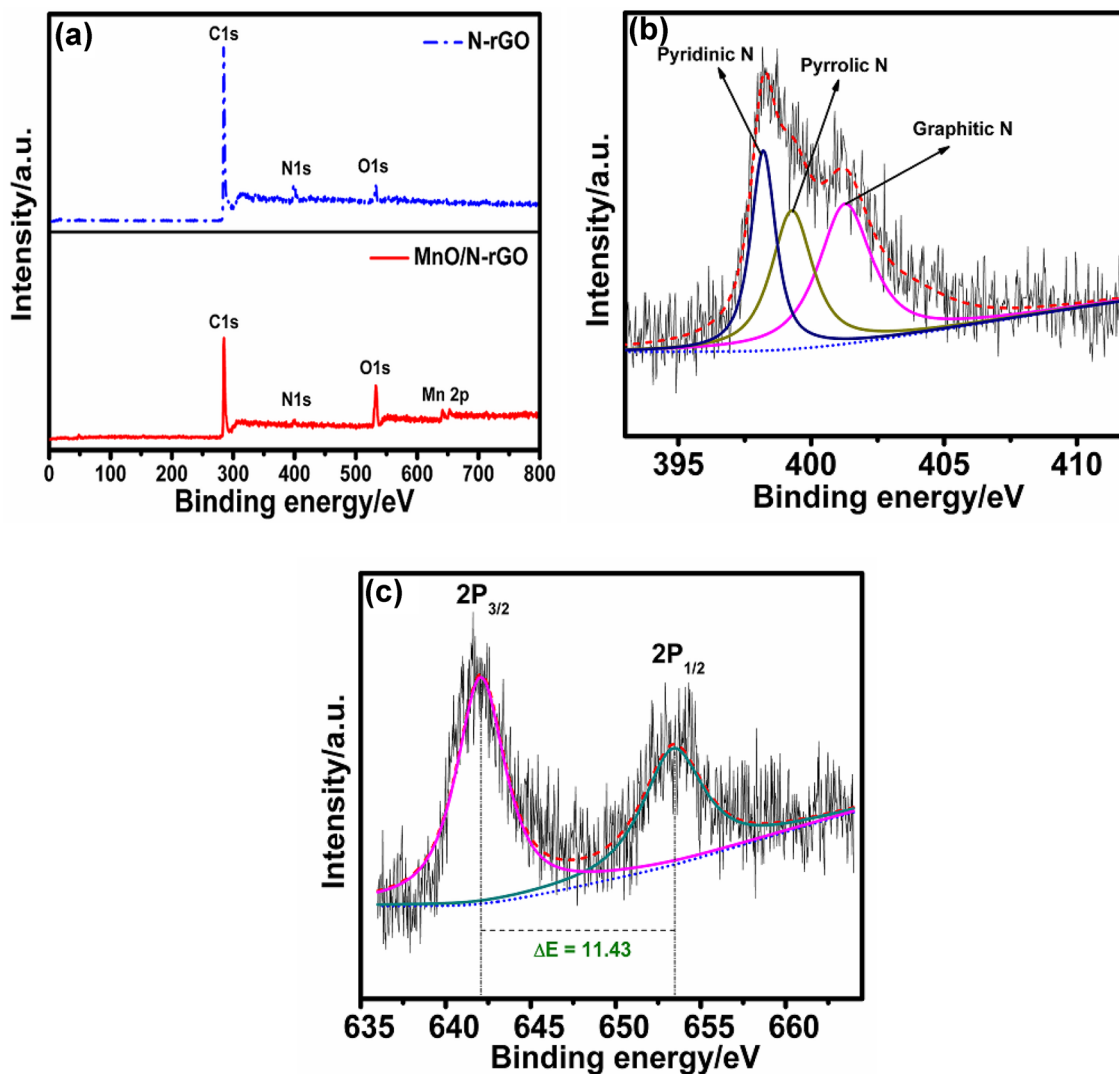 (a)
C1s
N-rGO
N1s
O1s
MnO/N-rGO
C1s
N1s
O1s
Mn 2p
0 100 200 300 400 500 600 700 800
Binding energy/eV
Intensity/a.u.
(b)
Pyridinic N
Pyrrolic N
Graphitic N
395 400 405 410
Binding energy/eV
Intensity/a.u.
(c)
2P3/2
2P1/2
ΔE = 11.43
635 640 645 650 655 660
Binding energy/eV
Intensity/a.u.